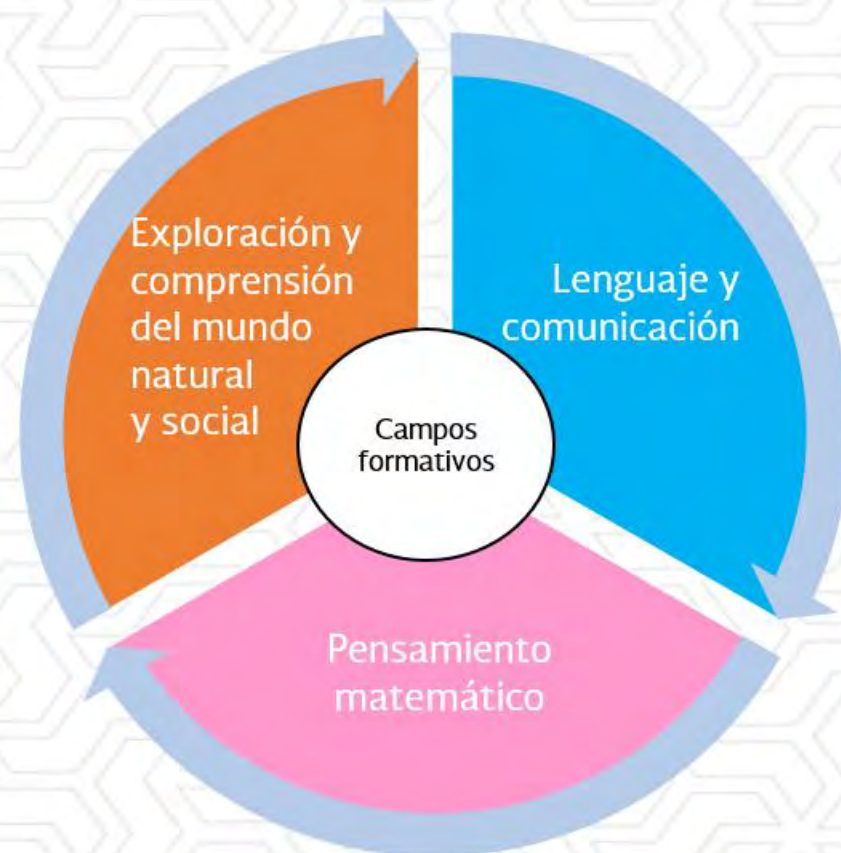 Exploración y
comprensión
del mundo
natural
y social
Lenguaje y
comunicación
Campos
formativos
Pensamiento
matemático